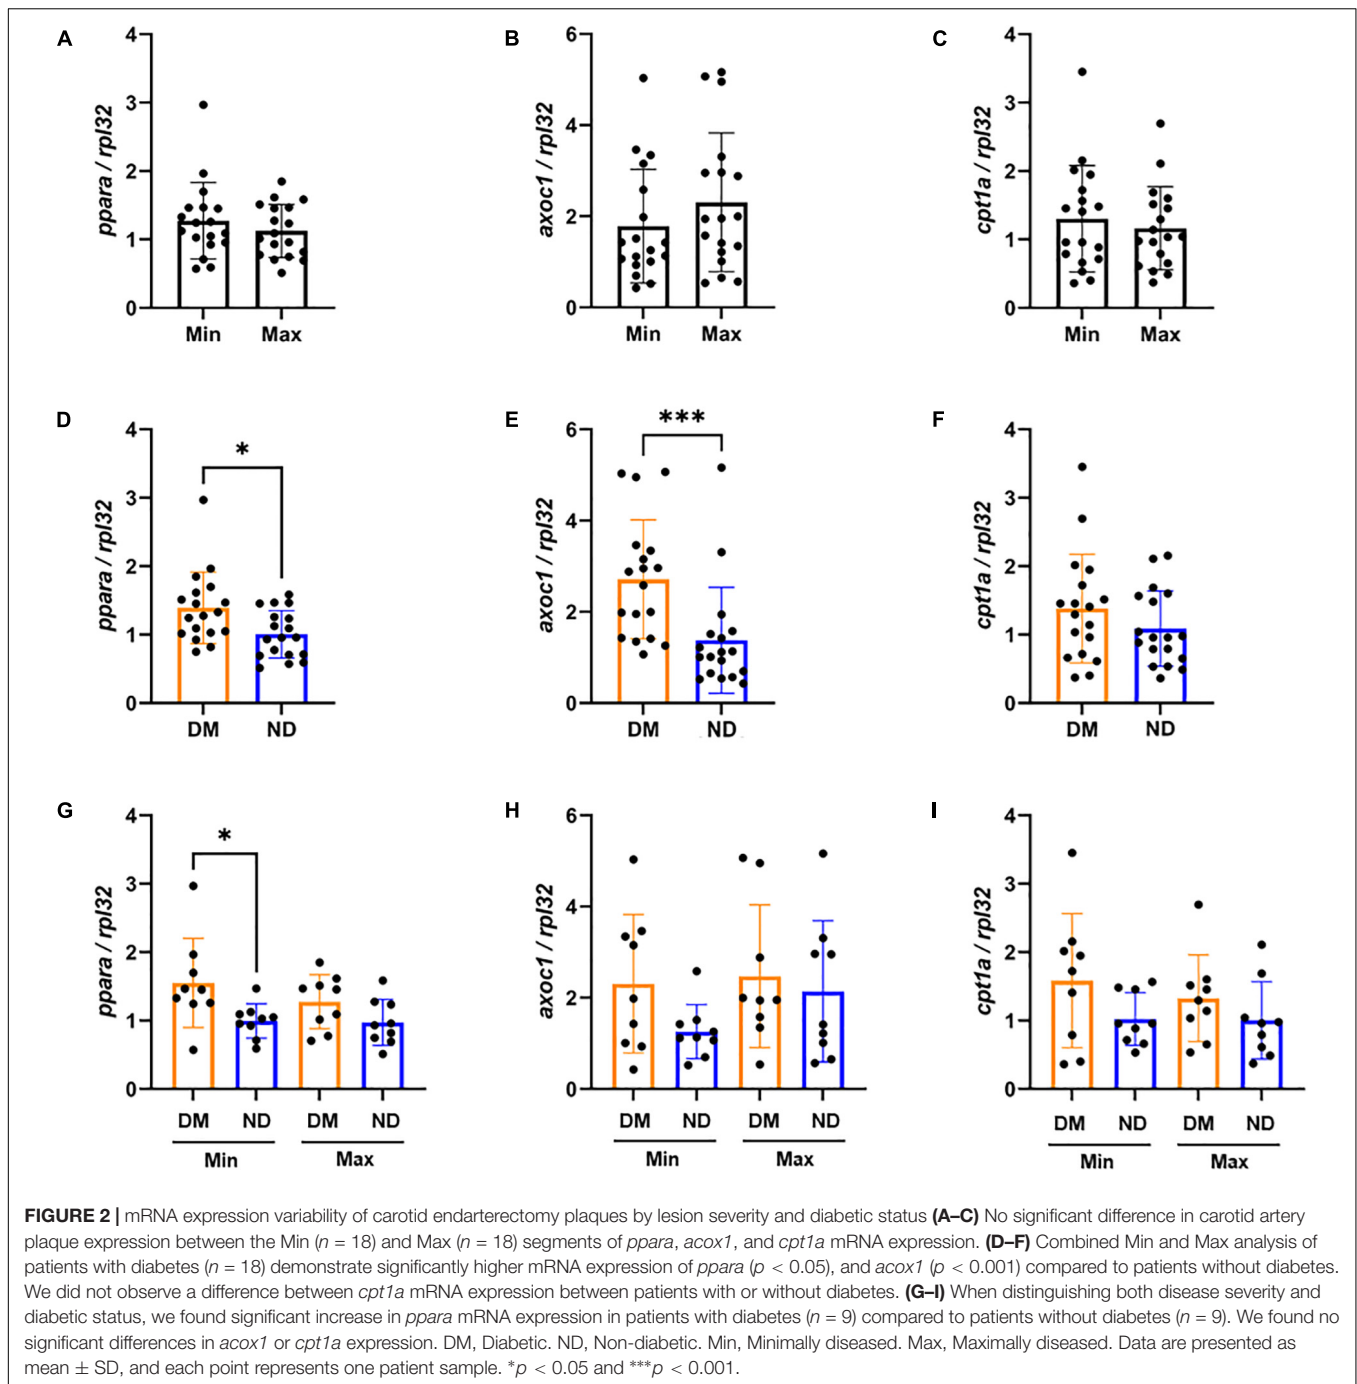 A
4
3
2
1
0
ppara / rpl32
Min Max
B
6
4
2
0
axoc1 / rpl32
Min Max
C
4
3
2
1
0
cpt1a / rpl32
Min Max
D
4
3
2
1
0
ppara / rpl32
*
DM ND
E
6
4
2
0
axoc1 / rpl32
***
DM ND
F
4
3
2
1
0
cpt1a / rpl32
DM ND
G
4
3
2
1
0
ppara / rpl32
*
DM ND DM ND
Min Max
H
6
4
2
0
axoc1 / rpl32
DM ND DM ND
Min Max
I
4
3
2
1
0
cpt1a / rpl32
DM ND DM ND
Min Max
FIGURE 2 | mRNA expression variability of carotid endarterectomy plaques by lesion severity and diabetic status (A–C) No significant difference in carotid artery
plaque expression between the Min (n = 18) and Max (n = 18) segments of ppara, acox1, and cpt1a mRNA expression. (D–F) Combined Min and Max analysis of
patients with diabetes (n = 18) demonstrate significantly higher mRNA expression of ppara (p < 0.05), and acox1 (p < 0.001) compared to patients without diabetes.
We did not observe a difference between cpt1a mRNA expression between patients with or without diabetes. (G–I) When distinguishing both disease severity and
diabetic status, we found significant increase in ppara mRNA expression in patients with diabetes (n = 9) compared to patients without diabetes (n = 9). We found no
significant differences in acox1 or cpt1a expression. DM, Diabetic. ND, Non-diabetic. Min, Minimally diseased. Max, Maximally diseased. Data are presented as
mean ± SD, and each point represents one patient sample. *p < 0.05 and ***p < 0.001.